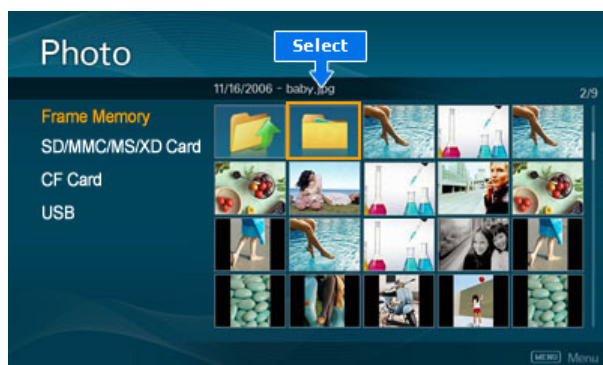 Photo
Select
11/16/2006 - baby.jpg
2/9
Frame Memory
SD/MMC/MS/XD Card
CF Card
USB
MENU Menu